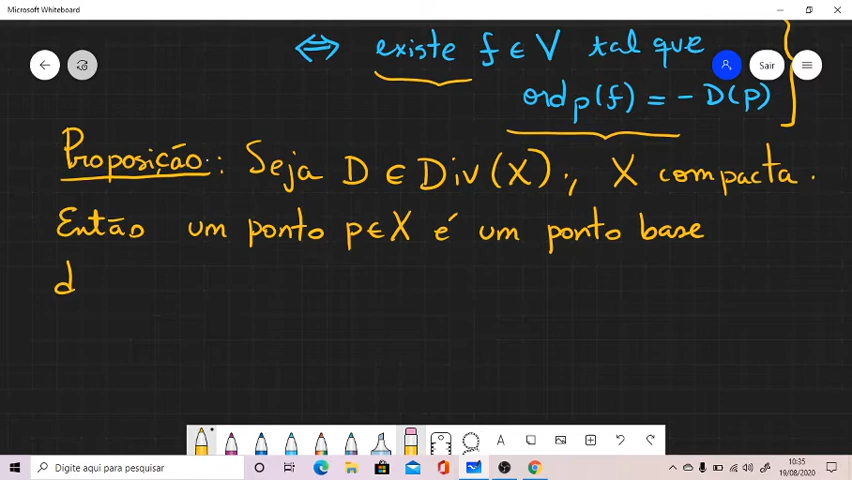 Microsoft Whiteboard
⇔ existe f ∈ V tal que
Sair
ord_p(f) = - D(p)
Proposição: Seja D ∈ Div(X), X compacta.
Então um ponto p ∈ X é um ponto base
d
Digite aqui para pesquisar
10:35
19/08/2020